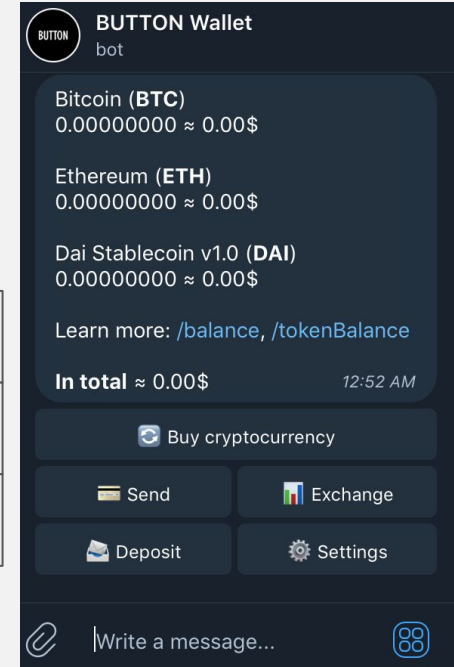 BUTTON
BUTTON Wallet
bot
Bitcoin (BTC)
0.00000000 ≈ 0.00$
Ethereum (ETH)
0.00000000 ≈ 0.00$
Dai Stablecoin v1.0 (DAI)
0.00000000 ≈ 0.00$
Learn more: /balance, /tokenBalance
In total ≈ 0.00$ 12:52 AM
Buy cryptocurrency
Send Exchange
Deposit Settings
Write a message...